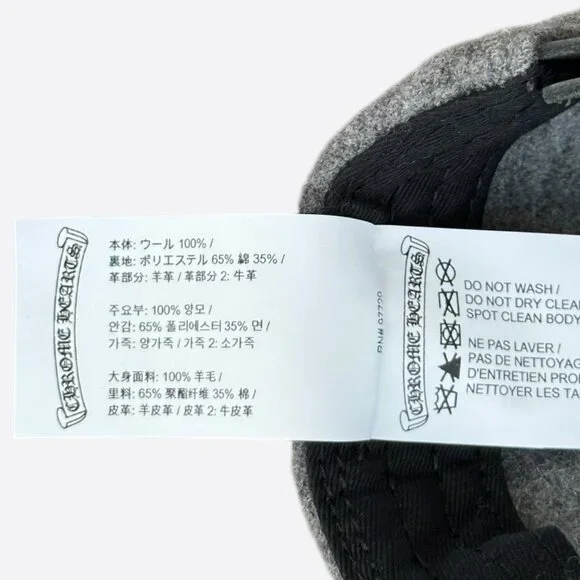 CHROME HEARTS
本体: ウール 100% /
裏地: ポリエステル 65% 綿 35% /
革部分: 羊革 / 革部分 2: 牛革
주요부: 100% 양모 /
안감: 65% 폴리에스터 35% 면 /
가죽: 양가죽 / 가죽 2: 소가죽
大身面料: 100% 羊毛 /
里料: 65% 聚酯纤维 35% 棉 /
皮革: 羊皮革 / 皮革 2: 牛皮革
CHROME HEARTS
DO NOT WASH /
DO NOT DRY CLEA
SPOT CLEAN BODY
NE PAS LAVER /
PAS DE NETTOYAG
D'ENTRETIEN PRO
NETTOYER LES TA